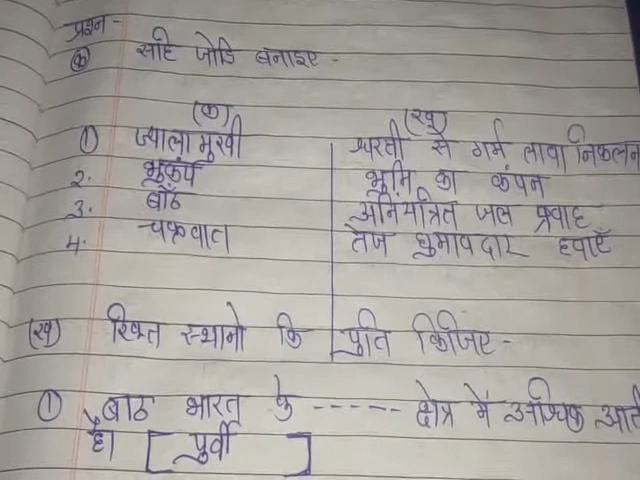 प्रश्न -
(क) सहि जोडि बनाइए -
(क) (ख)
① ज्वालामुखी धरती से गर्म लावा निकलना
2. भूकंप भूमि का कंपन
3. बाँठ अनियंत्रित जल प्रवाह
4. चक्रवात तेज घुमावदार हवाएँ
(ख) रिक्त स्थानो कि पुर्ति किजिए -
① बाठ भारत के ----- क्षेत्र में अधिक आती
है। [ पुर्वी ]